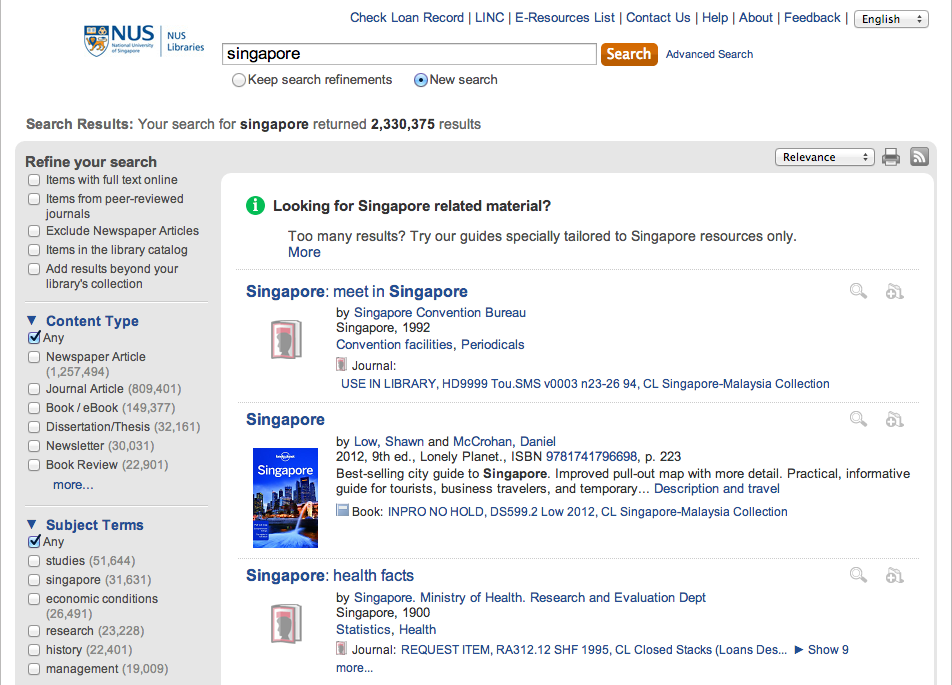 Check Loan Record | LINC | E-Resources List | Contact Us | Help | About | Feedback | English
NUS
National University
of Singapore
NUS
Libraries
singapore Search Advanced Search
Keep search refinements New search
Search Results: Your search for singapore returned 2,330,375 results
Refine your search
Items with full text online
Items from peer-reviewed
journals
Exclude Newspaper Articles
Items in the library catalog
Add results beyond your
library's collection
▼ Content Type
Any
Newspaper Article
(1,257,494)
Journal Article (809,401)
Book / eBook (149,377)
Dissertation/Thesis (32,161)
Newsletter (30,031)
Book Review (22,901)
more...
▼ Subject Terms
Any
studies (51,644)
singapore (31,631)
economic conditions
(26,491)
research (23,228)
history (22,401)
management (19,009)
Relevance
Looking for Singapore related material?
Too many results? Try our guides specially tailored to Singapore resources only.
More
Singapore: meet in Singapore
by Singapore Convention Bureau
Singapore, 1992
Convention facilities, Periodicals
Journal:
USE IN LIBRARY, HD9999 Tou.SMS v0003 n23-26 94, CL Singapore-Malaysia Collection
Singapore
by Low, Shawn and McCrohan, Daniel
2012, 9th ed., Lonely Planet., ISBN 9781741796698, p. 223
Best-selling city guide to Singapore. Improved pull-out map with more detail. Practical, informative
guide for tourists, business travelers, and temporary... Description and travel
Book: INPRO NO HOLD, DS599.2 Low 2012, CL Singapore-Malaysia Collection
lonely planet
Singapore
Singapore: health facts
by Singapore. Ministry of Health. Research and Evaluation Dept
Singapore, 1900
Statistics, Health
Journal: REQUEST ITEM, RA312.12 SHF 1995, CL Closed Stacks (Loans Des... ► Show 9
more...